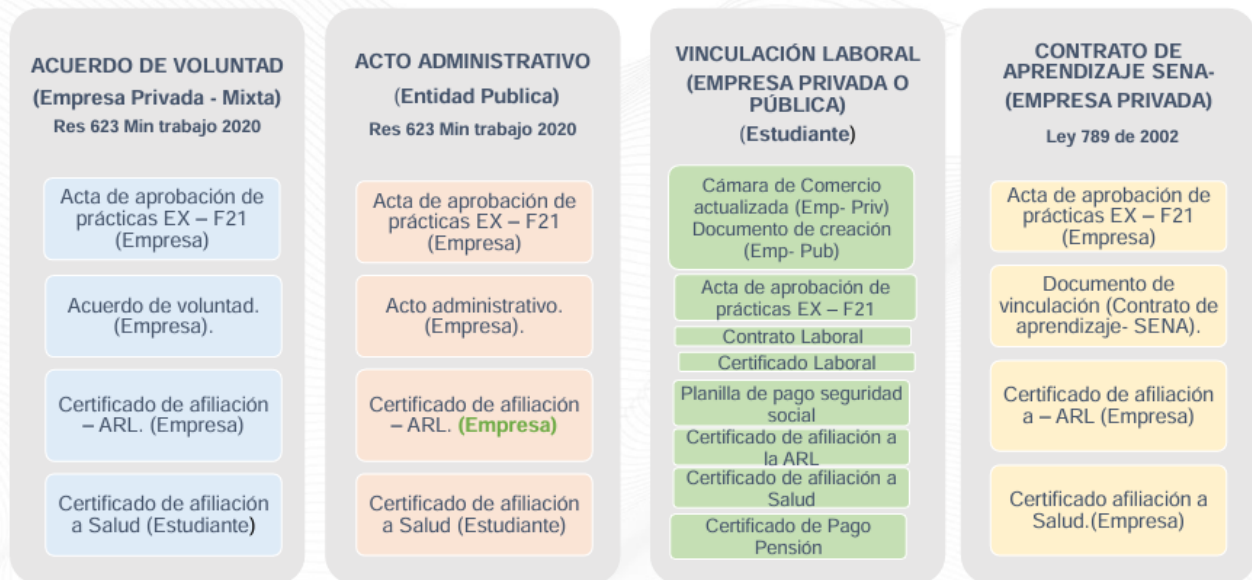 ACUERDO DE VOLUNTAD
(Empresa Privada - Mixta)
Res 623 Min trabajo 2020
Acta de aprobación de
prácticas EX – F21
(Empresa)
Acuerdo de voluntad.
(Empresa).
Certificado de afiliación
– ARL. (Empresa)
Certificado de afiliación
a Salud (Estudiante)
ACTO ADMINISTRATIVO
(Entidad Publica)
Res 623 Min trabajo 2020
Acta de aprobación de
prácticas EX – F21
(Empresa)
Acto administrativo.
(Empresa).
Certificado de afiliación
– ARL. (Empresa)
Certificado de afiliación
a Salud (Estudiante)
VINCULACIÓN LABORAL
(EMPRESA PRIVADA O
PÚBLICA)
(Estudiante)
Cámara de Comercio
actualizada (Emp- Priv)
Documento de creación
(Emp- Pub)
Acta de aprobación de
prácticas EX – F21
Contrato Laboral
Certificado Laboral
Planilla de pago seguridad
social
Certificado de afiliación a
la ARL
Certificado de afiliación a
Salud
Certificado de Pago
Pensión
CONTRATO DE
APRENDIZAJE SENA-
(EMPRESA PRIVADA)
Ley 789 de 2002
Acta de aprobación de
prácticas EX – F21
(Empresa)
Documento de
vinculación (Contrato de
aprendizaje- SENA).
Certificado de afiliación
a – ARL (Empresa)
Certificado afiliación a
Salud.(Empresa)